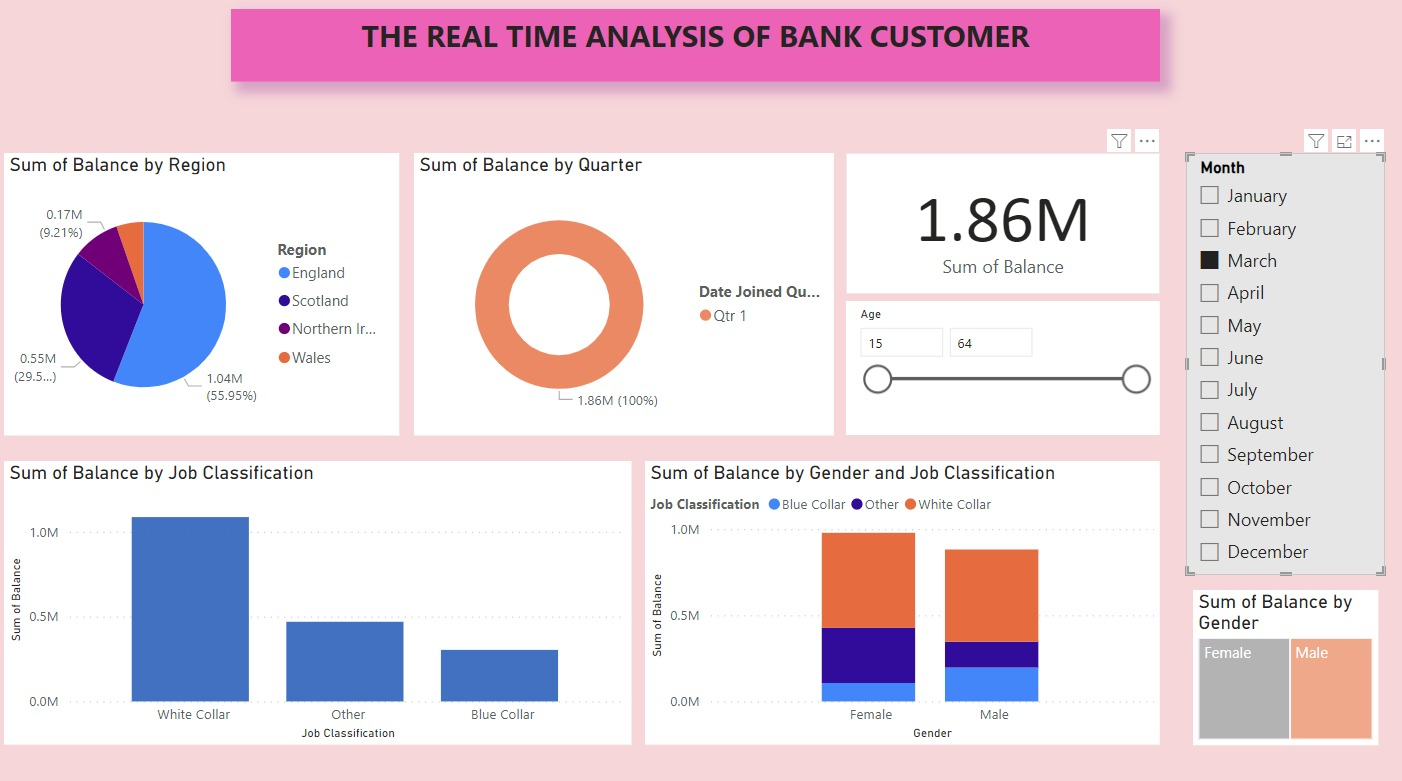 THE REAL TIME ANALYSIS OF BANK CUSTOMER
Sum of Balance by Region
0.17M
(9.21%)
0.55M
(29.5...)
1.04M
(55.95%)
Region
England
Scotland
Northern Ir...
Wales
Sum of Balance by Quarter
1.86M (100%)
Date Joined Qu...
Qtr 1
1.86M
Sum of Balance
Age
15
64
Month
January
February
March
April
May
June
July
August
September
October
November
December
Sum of Balance by Job Classification
Sum of Balance
1.0M
0.5M
0.0M
White Collar
Other
Blue Collar
Job Classification
Sum of Balance by Gender and Job Classification
Job Classification Blue Collar Other White Collar
Sum of Balance
1.0M
0.5M
0.0M
Female
Male
Gender
Sum of Balance by
Gender
Female
Male